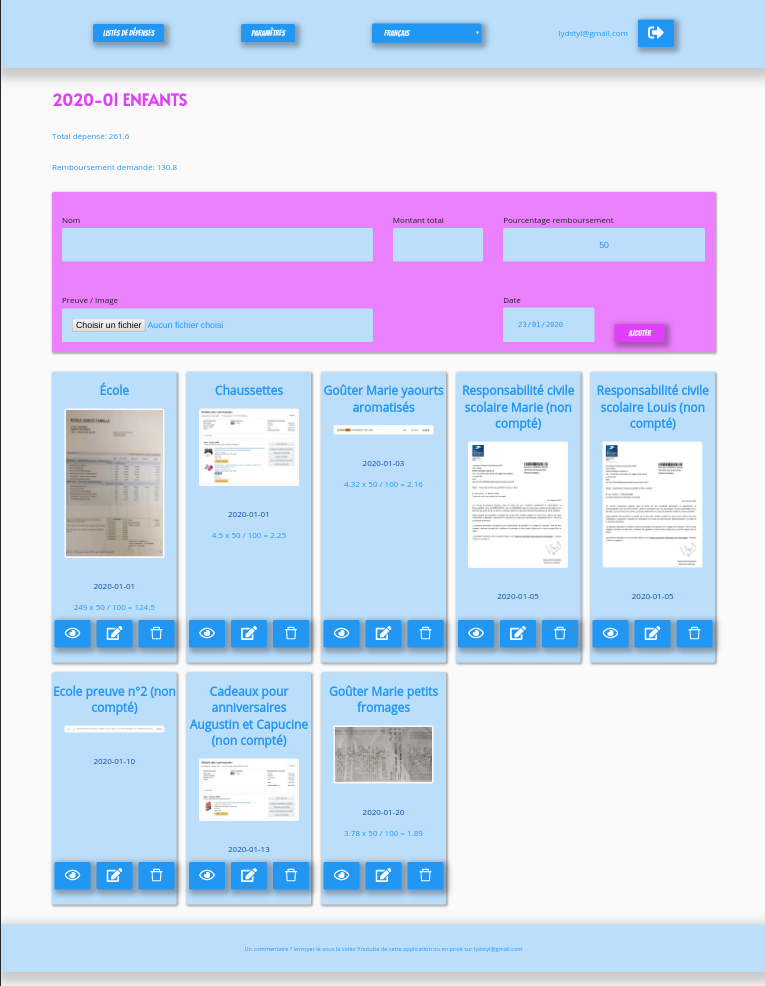 LISTES DE DÉPENSES PARAMÈTRES FRANÇAIS lydstyl@gmail.com
2020-01 ENFANTS
Total dépensé: 261.6
Remboursement demandé: 130.8
Nom Montant total Pourcentage remboursement
50
Preuve / Image Date
Choisir un fichier Aucun fichier choisi 23/01/2020 AJOUTER
École
2020-01-01
249 x 50 / 100 = 124.5
Chaussettes
2020-01-01
4.5 x 50 / 100 = 2.25
Goûter Marie yaourts
aromatisés
2020-01-03
4.32 x 50 / 100 = 2.16
Responsabilité civile
scolaire Marie (non
compté)
2020-01-05
Responsabilité civile
scolaire Louis (non
compté)
2020-01-05
Ecole preuve n°2 (non
compté)
2020-01-10
Cadeaux pour
anniversaires
Augustin et Capucine
(non compté)
2020-01-13
Goûter Marie petits
fromages
2020-01-20
3.78 x 50 / 100 = 1.89
Un commentaire ? envoyer le sous la vidéo Youtube de cette application ou en privé sur lydstyl@gmail.com